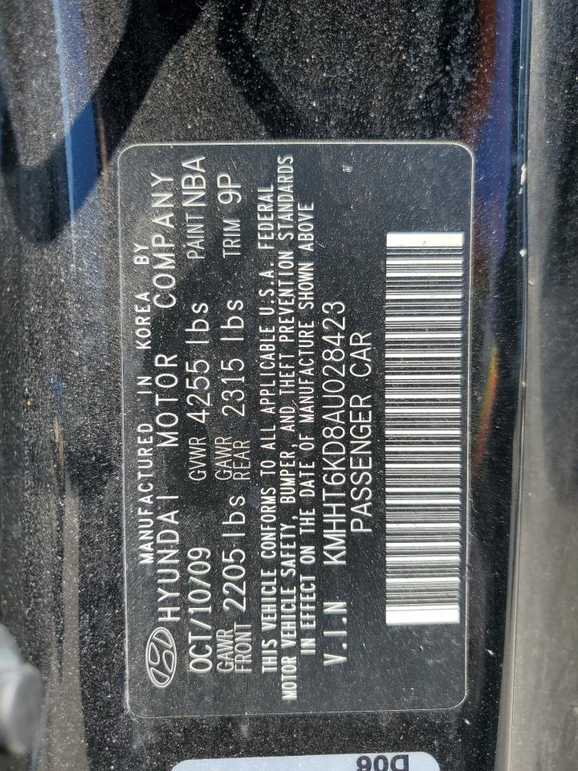 MANUFACTURED IN KOREA BY
HYUNDAI MOTOR COMPANY
OCT/10/09 GVWR 4255 lbs PAINT NBA
GAWR FRONT 2205 lbs GAWR REAR 2315 lbs TRIM 9P
THIS VEHICLE CONFORMS TO ALL APPLICABLE U.S.A. FEDERAL
MOTOR VEHICLE SAFETY, BUMPER, AND THEFT PREVENTION STANDARDS
IN EFFECT ON THE DATE OF MANUFACTURE SHOWN ABOVE
V.I.N KMHHT6KD8AU028423
PASSENGER CAR
D06